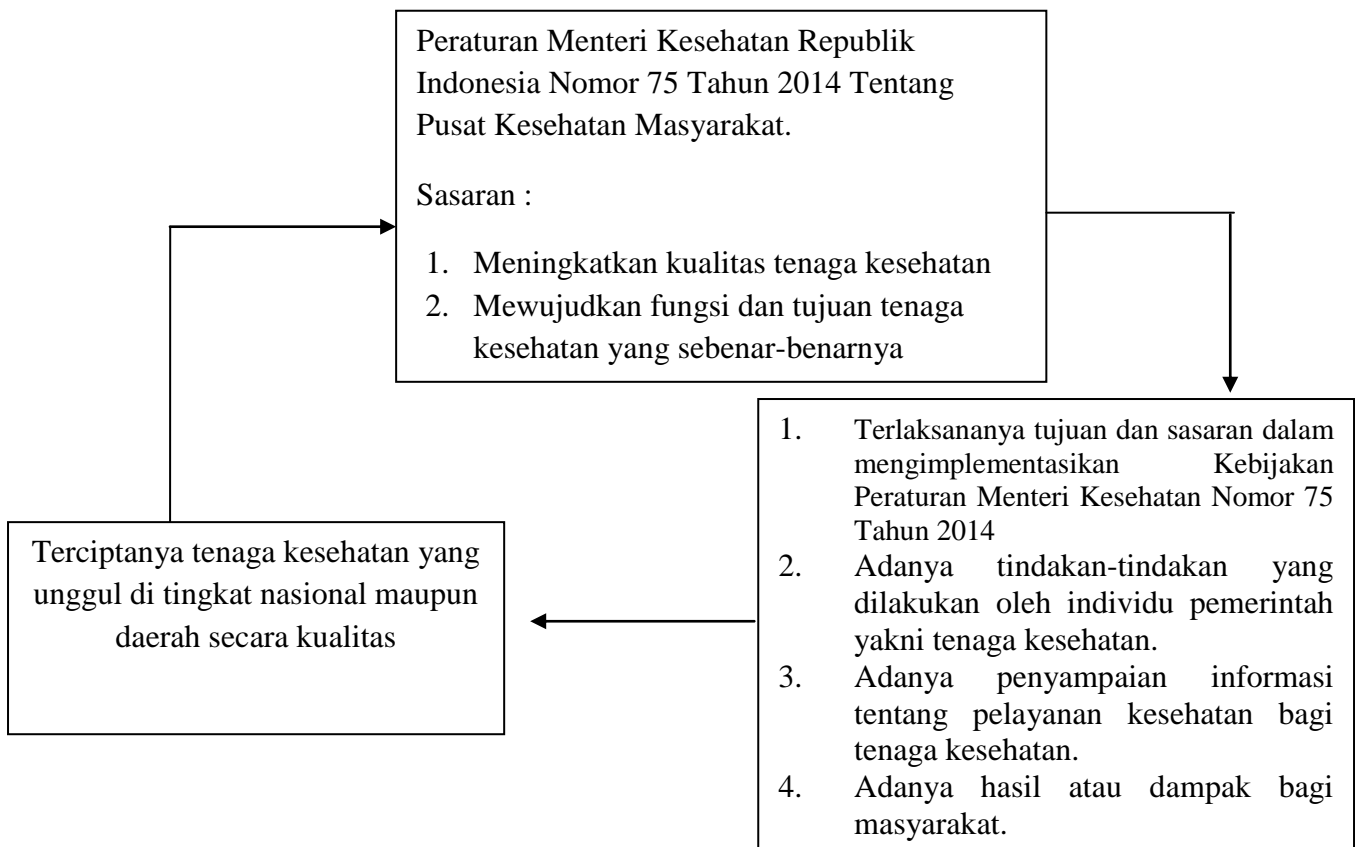 Peraturan Menteri Kesehatan Republik
Indonesia Nomor 75 Tahun 2014 Tentang
Pusat Kesehatan Masyarakat.
Sasaran :
1. Meningkatkan kualitas tenaga kesehatan
2. Mewujudkan fungsi dan tujuan tenaga
kesehatan yang sebenar-benarnya
1. Terlaksananya tujuan dan sasaran dalam
mengimplementasikan Kebijakan
Peraturan Menteri Kesehatan Nomor 75
Tahun 2014
2. Adanya tindakan-tindakan yang
dilakukan oleh individu pemerintah
yakni tenaga kesehatan.
3. Adanya penyampaian informasi
tentang pelayanan kesehatan bagi
tenaga kesehatan.
4. Adanya hasil atau dampak bagi
masyarakat.
Terciptanya tenaga kesehatan yang
unggul di tingkat nasional maupun
daerah secara kualitas